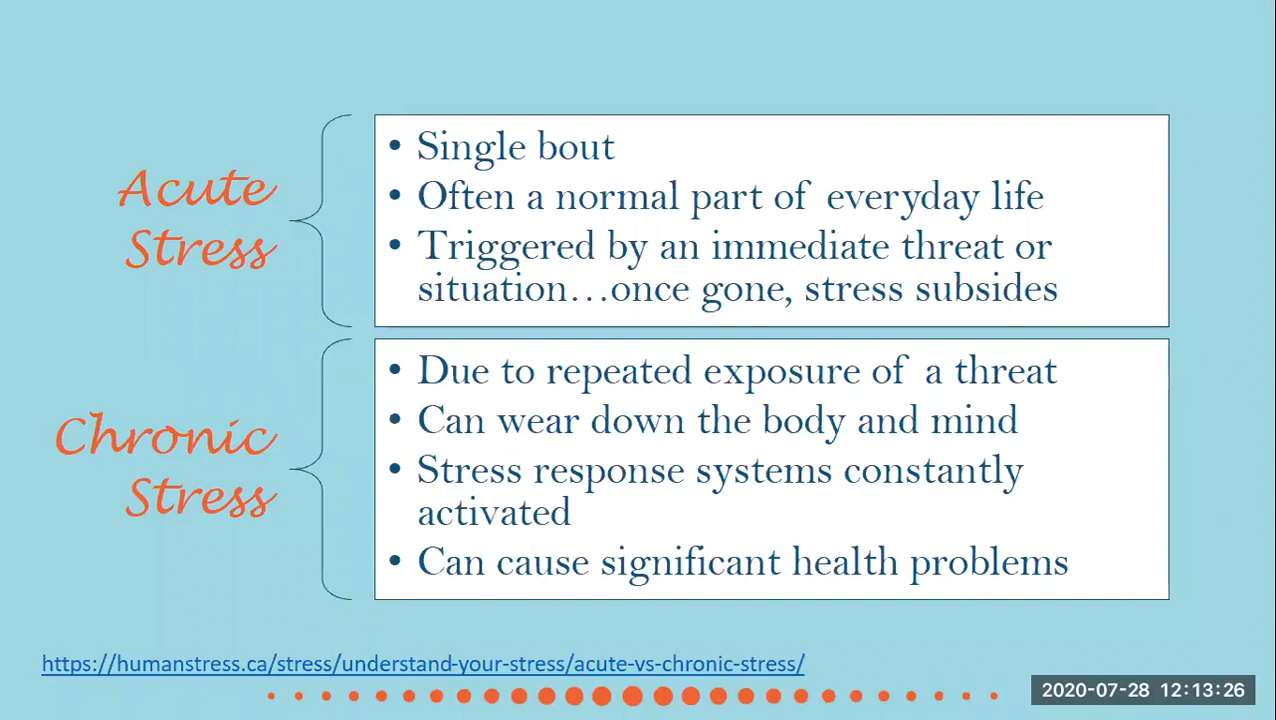 Acute
Stress
• Single bout
• Often a normal part of everyday life
• Triggered by an immediate threat or
situation…once gone, stress subsides
Chronic
Stress
• Due to repeated exposure of a threat
• Can wear down the body and mind
• Stress response systems constantly
activated
• Can cause significant health problems
https://humanstress.ca/stress/understand-your-stress/acute-vs-chronic-stress/
2020-07-28 12:13:26